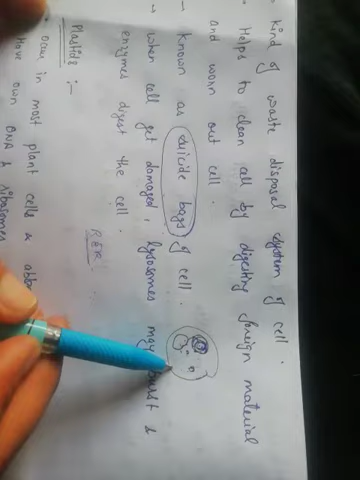 kind of waste disposal system of cell.
Helps to clean cell by digesting foreign material
and worn out cell.
Known as suicide bags of cell.
when cell get damaged, lysosomes may burst &
enzymes digest the cell.
RER
Plastids :-
occur in most plant cells &
Have own DNA & ribosomes